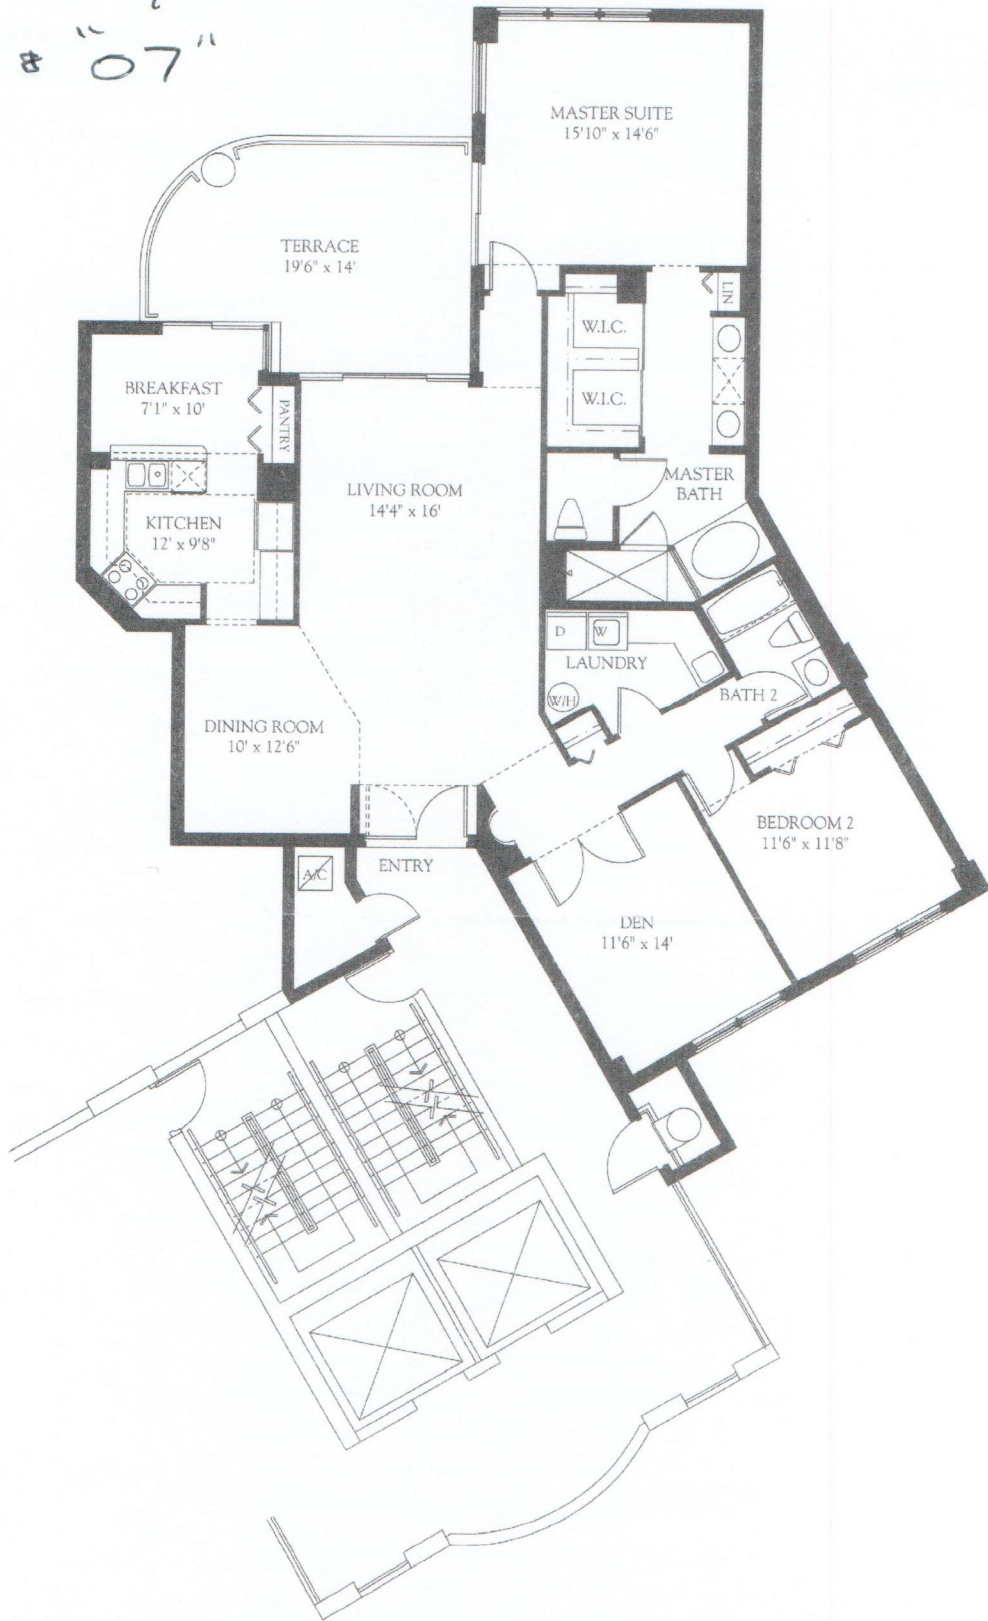 # "07"
MASTER SUITE
15'10" x 14'6"
TERRACE
19'6" x 14'
LIN
W.I.C.
W.I.C.
BREAKFAST
7'1" x 10'
PANTRY
MASTER
BATH
LIVING ROOM
14'4" x 16'
KITCHEN
12' x 9'8"
D
W
LAUNDRY
W/H
BATH 2
DINING ROOM
10' x 12'6"
BEDROOM 2
11'6" x 11'8"
ENTRY
A/C
DEN
11'6" x 14'